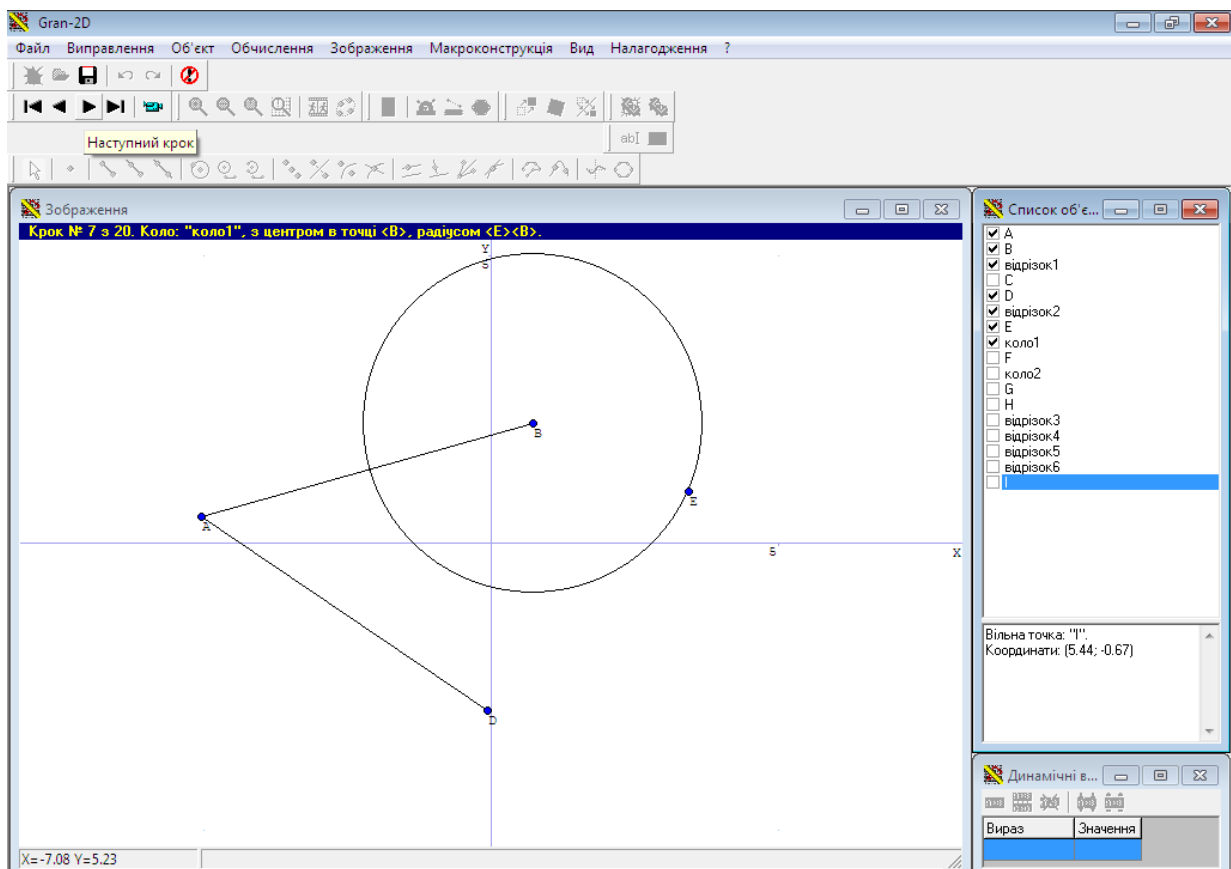 Gran-2D
Файл Виправлення Об'єкт Обчислення Зображення Макроконструкція Вид Налагодження ?
abI
Наступний крок
Зображення
Крок № 7 з 20. Коло: "коло1", з центром в точці <B>, радіусом <E><B>.
Y
5
B
E
A
5
X
D
X=-7.08 Y=5.23
Список об'є...
A
B
відрізок1
C
D
відрізок2
E
коло1
F
коло2
G
H
відрізок3
відрізок4
відрізок5
відрізок6
I
Вільна точка: "I".
Координати: (5.44; -0.67)
Динамічні в...
Вираз Значення